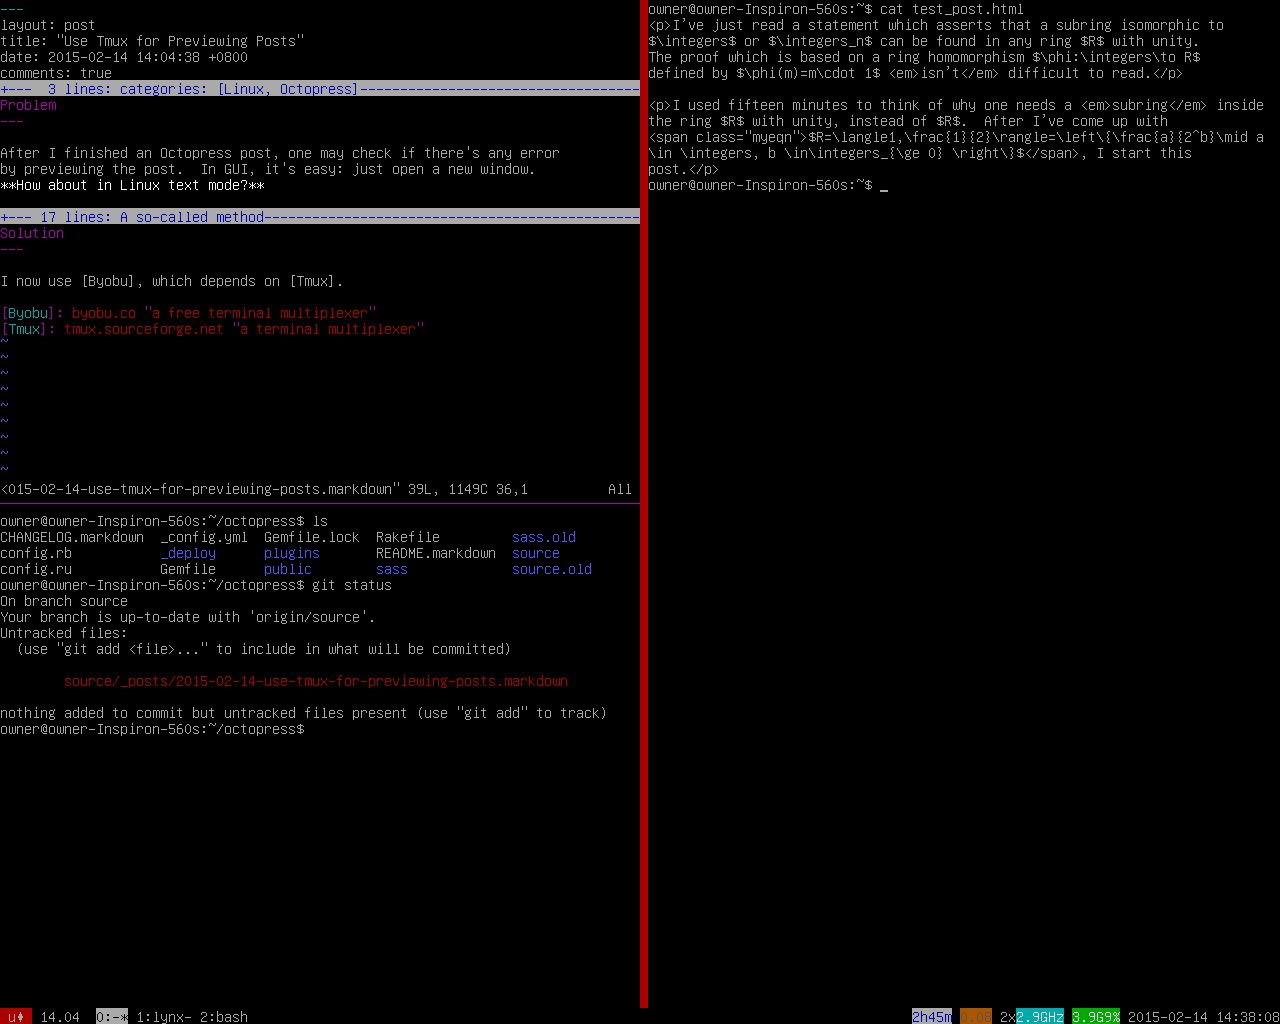 ---
layout: post
title: "Use Tmux for Previewing Posts"
date: 2015-02-14 14:04:38 +0800
comments: true
+---  3 lines: categories: [Linux, Octopress]-----------------------------------
Problem
---
After I finished an Octopress post, one may check if there's any error
by previewing the post.  In GUI, it's easy: just open a new window.
**How about in Linux text mode?**
+--- 17 lines: A so-called method-----------------------------------------------
Solution
---
I now use [Byobu], which depends on [Tmux].
[Byobu]: byobu.co "a free terminal multiplexer"
[Tmux]: tmux.sourceforge.net "a terminal multiplexer"
~
~
~
~
~
~
~
~
~
<015-02-14-use-tmux-for-previewing-posts.markdown" 39L, 1149C 36,1          All
owner@owner-Inspiron-560s:~/octopress$ ls
CHANGELOG.markdown  _config.yml  Gemfile.lock  Rakefile         sass.old
config.rb           _deploy      plugins       README.markdown  source
config.ru           Gemfile      public        sass             source.old
owner@owner-Inspiron-560s:~/octopress$ git status
On branch source
Your branch is up-to-date with 'origin/source'.
Untracked files:
  (use "git add <file>..." to include in what will be committed)
        source/_posts/2015-02-14-use-tmux-for-previewing-posts.markdown
nothing added to commit but untracked files present (use "git add" to track)
owner@owner-Inspiron-560s:~/octopress$
owner@owner-Inspiron-560s:~$ cat test_post.html
<p>I’ve just read a statement which asserts that a subring isomorphic to
$\integers$ or $\integers_n$ can be found in any ring $R$ with unity.
The proof which is based on a ring homomorphism $\phi:\integers\to R$
defined by $\phi(m)=m\cdot 1$ <em>isn’t</em> difficult to read.</p>
<p>I used fifteen minutes to think of why one needs a <em>subring</em> inside
the ring $R$ with unity, instead of $R$.  After I’ve come up with
<span class="myeqn">$R=\langle1,\frac{1}{2}\rangle=\left\{\frac{a}{2^b}\mid a
\in \integers, b \in\integers_{\ge 0} \right\}$</span>, I start this
post.</p>
owner@owner-Inspiron-560s:~$ _
u♦ 14.04  0:-* 1:lynx- 2:bash
2h45m 0.08 2x2.9GHz 3.9G9% 2015-02-14 14:38:08